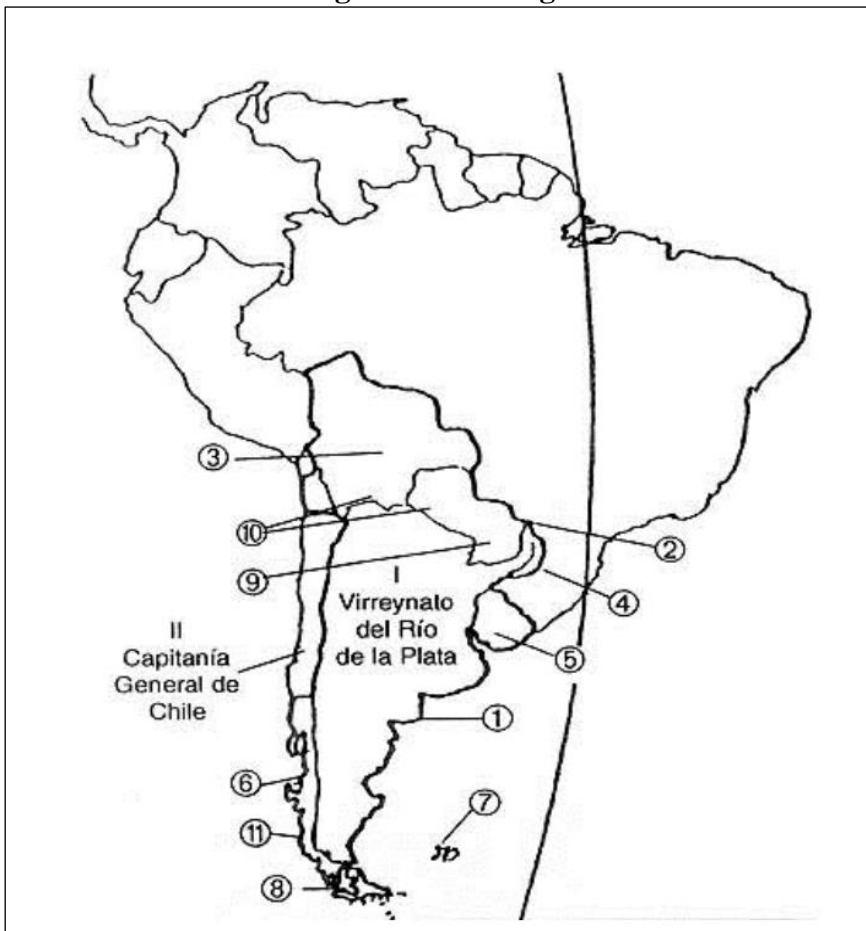 ③
⑩
②
⑨
④
I
Virreynato
del Río
de la Plata
II
Capitanía
General de
Chile
⑤
①
⑥
⑦
⑪
⑧